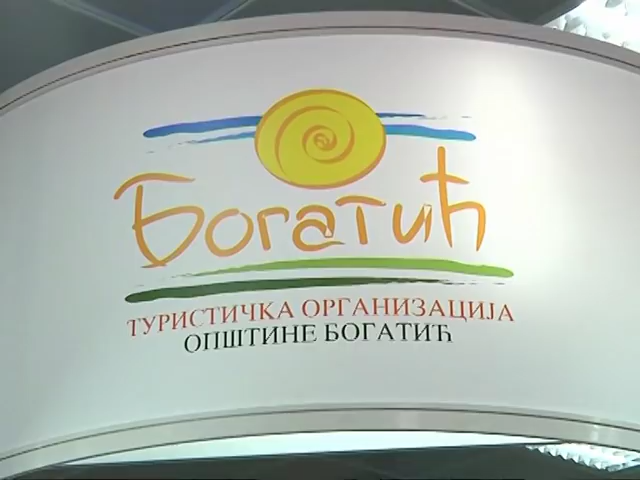 Богатић
ТУРИСТИЧКА ОРГАНИЗАЦИЈА
ОПШТИНЕ БОГАТИЋ